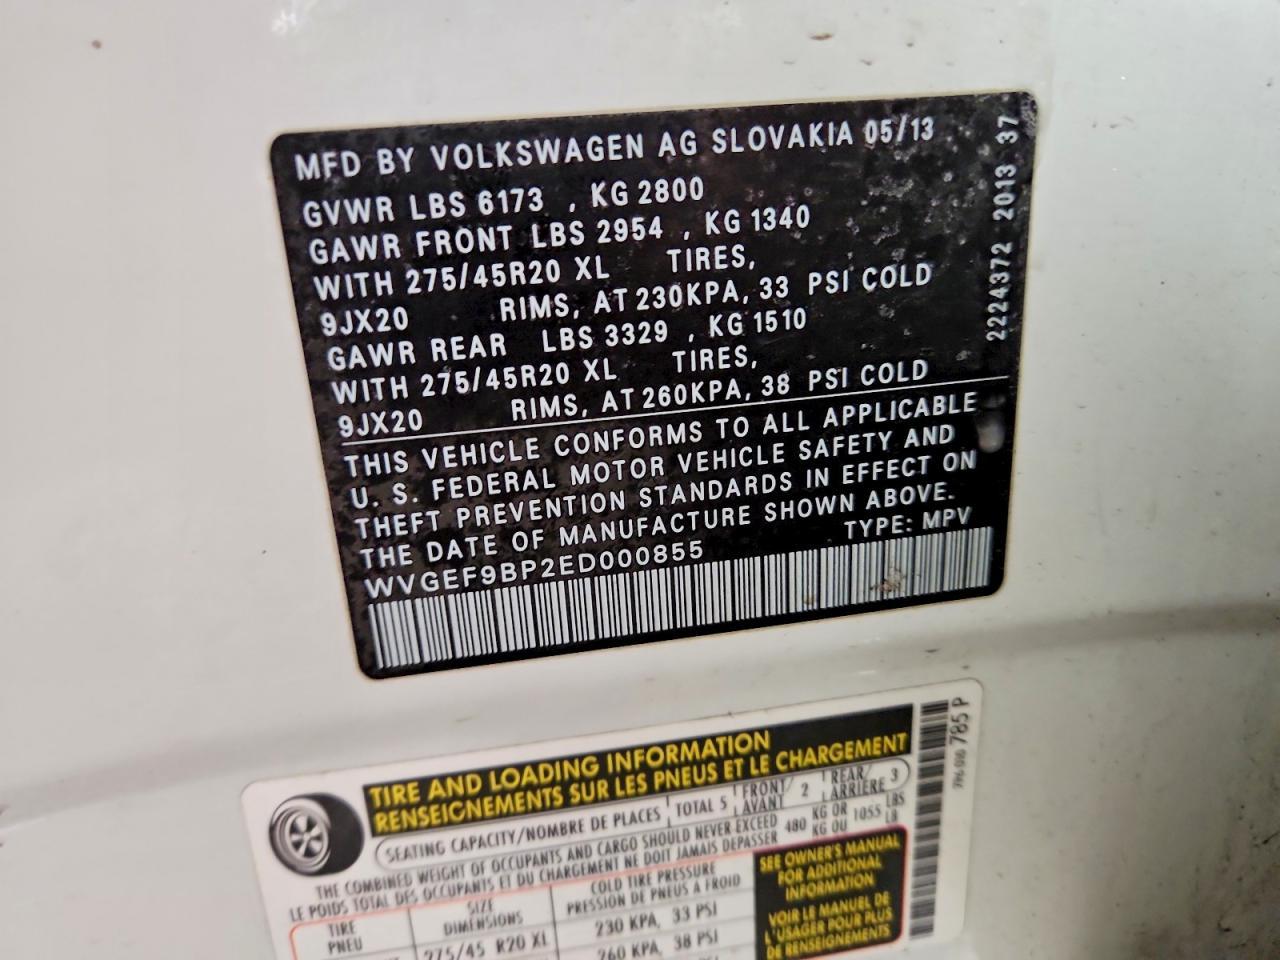 MFD BY VOLKSWAGEN AG SLOVAKIA 05/13
GVWR LBS 6173 , KG 2800
GAWR FRONT LBS 2954 , KG 1340
WITH 275/45R20 XL TIRES,
9JX20 RIMS, AT 230KPA, 33 PSI COLD
GAWR REAR LBS 3329 , KG 1510
WITH 275/45R20 XL TIRES,
9JX20 RIMS, AT 260KPA, 38 PSI COLD
THIS VEHICLE CONFORMS TO ALL APPLICABLE
U. S. FEDERAL MOTOR VEHICLE SAFETY AND
THEFT PREVENTION STANDARDS IN EFFECT ON
THE DATE OF MANUFACTURE SHOWN ABOVE.
WVGEF9BP2ED000855 TYPE: MPV
2224372 2013 37
TIRE AND LOADING INFORMATION
RENSEIGNEMENTS SUR LES PNEUS ET LE CHARGEMENT
SEATING CAPACITY/NOMBRE DE PLACES TOTAL 5 FRONT/AVANT 2 REAR/ARRIÈRE 3
THE COMBINED WEIGHT OF OCCUPANTS AND CARGO SHOULD NEVER EXCEED 480 KG OR 1055 LBS
LE POIDS TOTAL DES OCCUPANTS ET DU CHARGEMENT NE DOIT JAMAIS DEPASSER KG OU LB
TIRE SIZE COLD TIRE PRESSURE
PNEU DIMENSIONS PRESSION DE PNEUS A FROID
275/45 R20 XL 230 KPA, 33 PSI
260 KPA, 38 PSI
SEE OWNER'S MANUAL
FOR ADDITIONAL
INFORMATION
VOIR LE MANUEL DE
L'USAGER POUR PLUS
DE RENSEIGNEMENTS
785 P